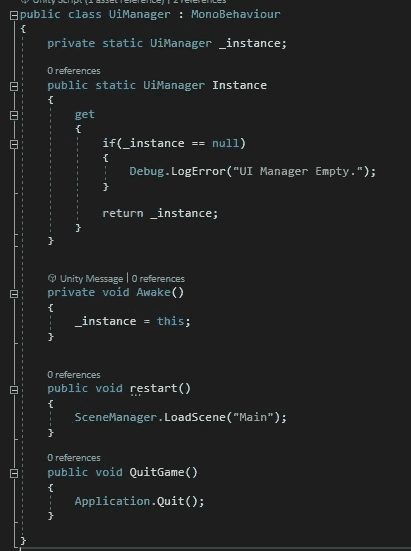 Unity Script (1 asset reference) | 2 references
public class UiManager : MonoBehaviour
{
private static UiManager _instance;
0 references
public static UiManager Instance
{
get
{
if(_instance == null)
{
Debug.LogError("UI Manager Empty.");
}
return _instance;
}
}
Unity Message | 0 references
private void Awake()
{
_instance = this;
}
0 references
public void restart()
{
SceneManager.LoadScene("Main");
}
0 references
public void QuitGame()
{
Application.Quit();
}
}